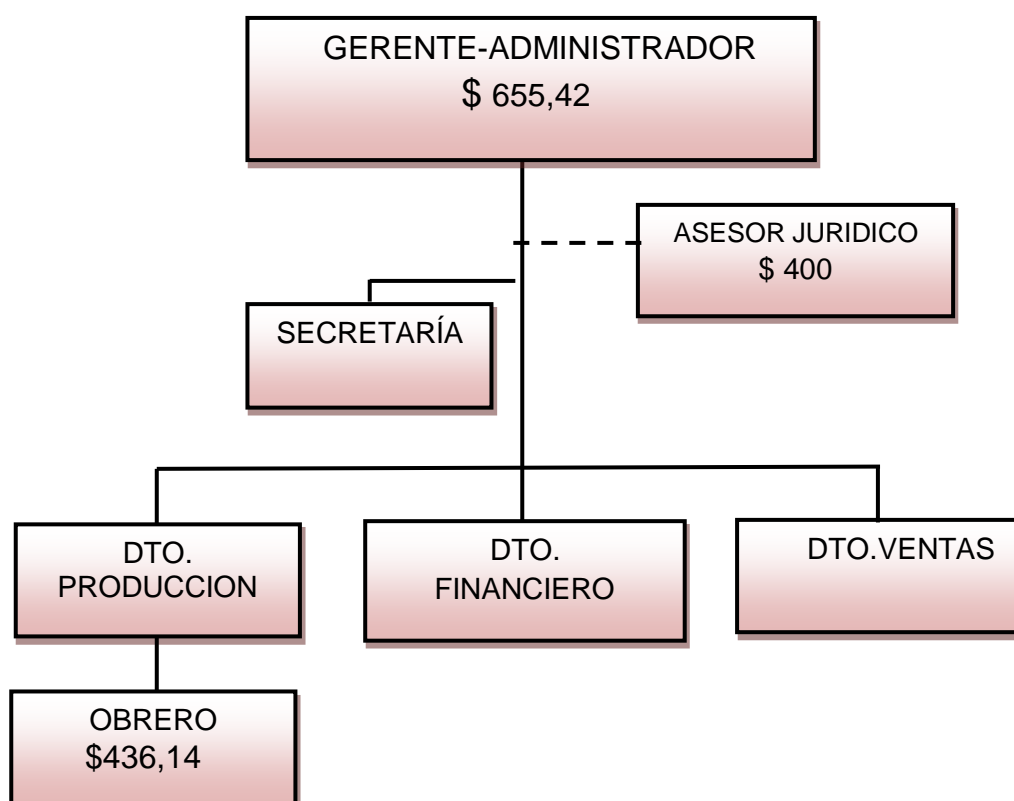 GERENTE-ADMINISTRADOR
$ 655,42
ASESOR JURIDICO
$ 400
SECRETARÍA
DTO.
PRODUCCION
DTO.
FINANCIERO
DTO.VENTAS
OBRERO
$436,14